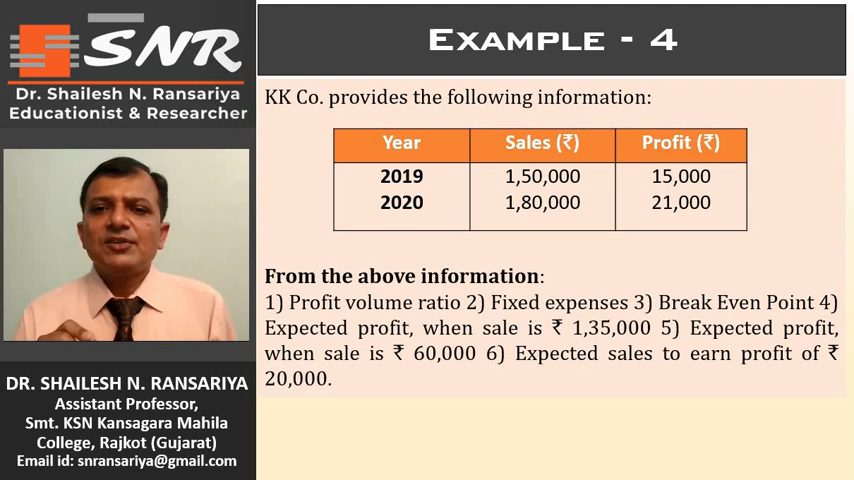 SNR
Dr. Shailesh N. Ransariya
Educationist & Researcher
DR. SHAILESH N. RANSARIYA
Assistant Professor,
Smt. KSN Kansagara Mahila
College, Rajkot (Gujarat)
Email id: snransariya@gmail.com
EXAMPLE - 4
KK Co. provides the following information:
Year Sales (₹) Profit (₹)
2019 1,50,000 15,000
2020 1,80,000 21,000
From the above information:
1) Profit volume ratio 2) Fixed expenses 3) Break Even Point 4)
Expected profit, when sale is ₹ 1,35,000 5) Expected profit,
when sale is ₹ 60,000 6) Expected sales to earn profit of ₹
20,000.